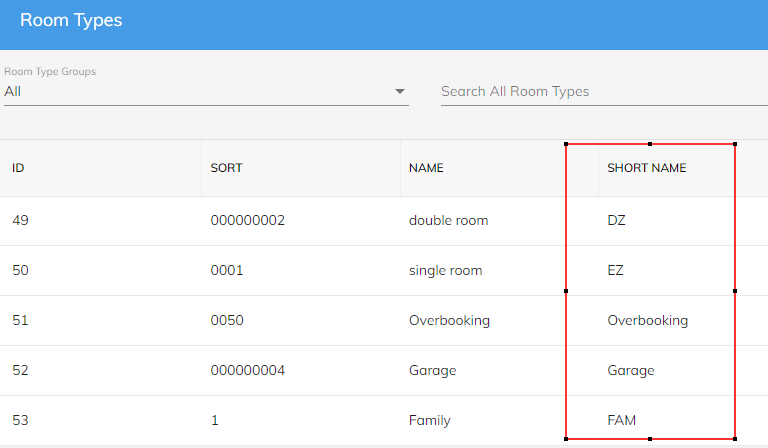 Room Types
Room Type Groups
All
Search All Room Types
ID SORT NAME SHORT NAME
49 000000002 double room DZ
50 0001 single room EZ
51 0050 Overbooking Overbooking
52 000000004 Garage Garage
53 1 Family FAM